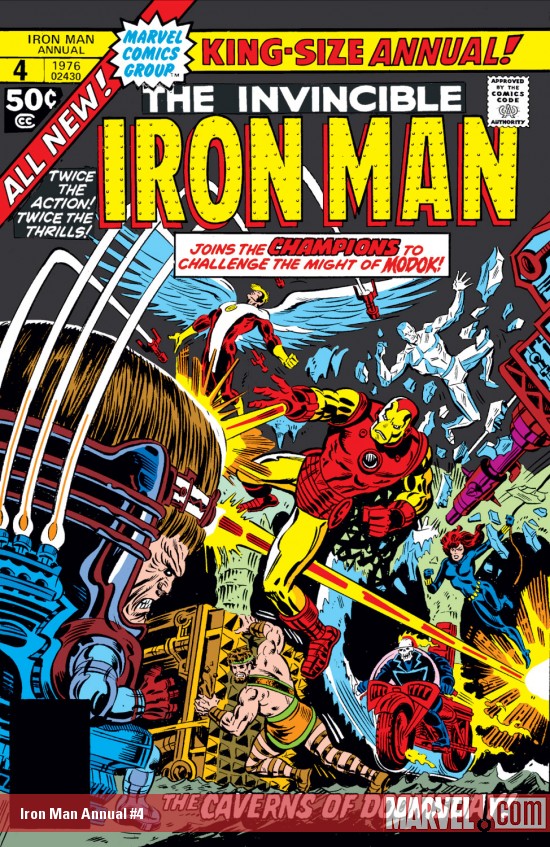 IRON MAN
ANNUAL
4
1976
02430
MARVEL
COMICS
GROUP
TM
KING-SIZE ANNUAL!
50¢
CC
ALL NEW!
APPROVED
BY THE
COMICS
CODE
CA
AUTHORITY
THE INVINCIBLE
IRON MAN
TWICE
THE
ACTION!
TWICE THE
THRILLS!
JOINS THE CHAMPIONS TO
CHALLENGE THE MIGHT OF MODOK!
THE CAVERNS OF
Iron Man Annual #4
MARVEL.com